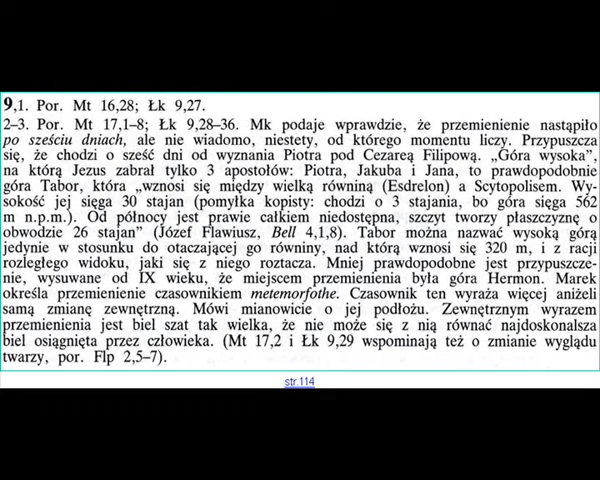 9,1. Por. Mt 16,28; Łk 9,27.
2–3. Por. Mt 17,1–8; Łk 9,28–36. Mk podaje wprawdzie, że przemienienie nastąpiło
po sześciu dniach, ale nie wiadomo, niestety, od którego momentu liczy. Przypuszcza
się, że chodzi o sześć dni od wyznania Piotra pod Cezareą Filipową. „Góra wysoka",
na którą Jezus zabrał tylko 3 apostołów: Piotra, Jakuba i Jana, to prawdopodobnie
góra Tabor, która „wznosi się między wielką równiną (Esdrelon) a Scytopolisem. Wy-
sokość jej sięga 30 stajan (pomyłka kopisty: chodzi o 3 stajania, bo góra sięga 562
m n.p.m.). Od północy jest prawie całkiem niedostępna, szczyt tworzy płaszczyznę o
obwodzie 26 stajan" (Józef Flawiusz, Bell 4,1,8). Tabor można nazwać wysoką górą
jedynie w stosunku do otaczającej go równiny, nad którą wznosi się 320 m, i z racji
rozległego widoku, jaki się z niego roztacza. Mniej prawdopodobne jest przypuszcze-
nie, wysuwane od IX wieku, że miejscem przemienienia była góra Hermon. Marek
określa przemienienie czasownikiem metemorfothe. Czasownik ten wyraża więcej aniżeli
samą zmianę zewnętrzną. Mówi mianowicie o jej podłożu. Zewnętrznym wyrazem
przemienienia jest biel szat tak wielka, że nie może się z nią równać najdoskonalsza
biel osiągnięta przez człowieka. (Mt 17,2 i Łk 9,29 wspominają też o zmianie wyglądu
twarzy, por. Flp 2,5–7).
str.114